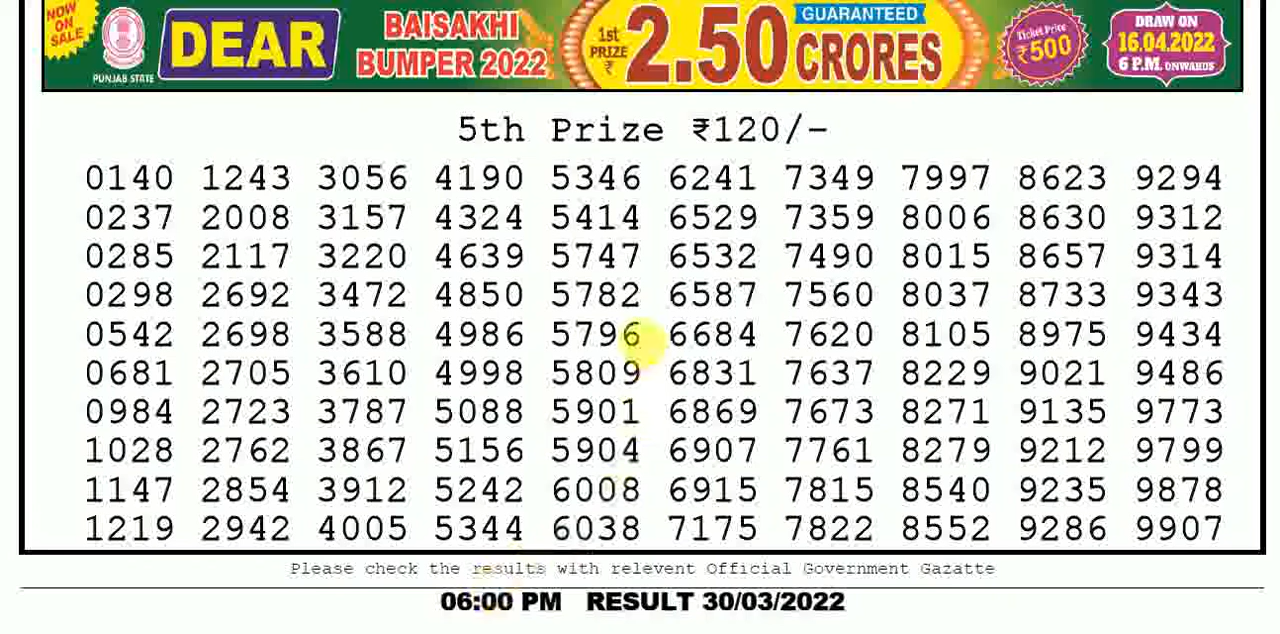 NOW
ON
SALE
PUNJAB STATE
DEAR
BAISAKHI
BUMPER 2022
1st
PRIZE
₹
2.50
GUARANTEED
CRORES
Ticket Price
₹500
DRAW ON
16.04.2022
6 P.M. ONWARDS
5th Prize ₹120/-
0140 1243 3056 4190 5346 6241 7349 7997 8623 9294
0237 2008 3157 4324 5414 6529 7359 8006 8630 9312
0285 2117 3220 4639 5747 6532 7490 8015 8657 9314
0298 2692 3472 4850 5782 6587 7560 8037 8733 9343
0542 2698 3588 4986 5796 6684 7620 8105 8975 9434
0681 2705 3610 4998 5809 6831 7637 8229 9021 9486
0984 2723 3787 5088 5901 6869 7673 8271 9135 9773
1028 2762 3867 5156 5904 6907 7761 8279 9212 9799
1147 2854 3912 5242 6008 6915 7815 8540 9235 9878
1219 2942 4005 5344 6038 7175 7822 8552 9286 9907
Please check the results with relevent Official Government Gazatte
06:00 PM RESULT 30/03/2022